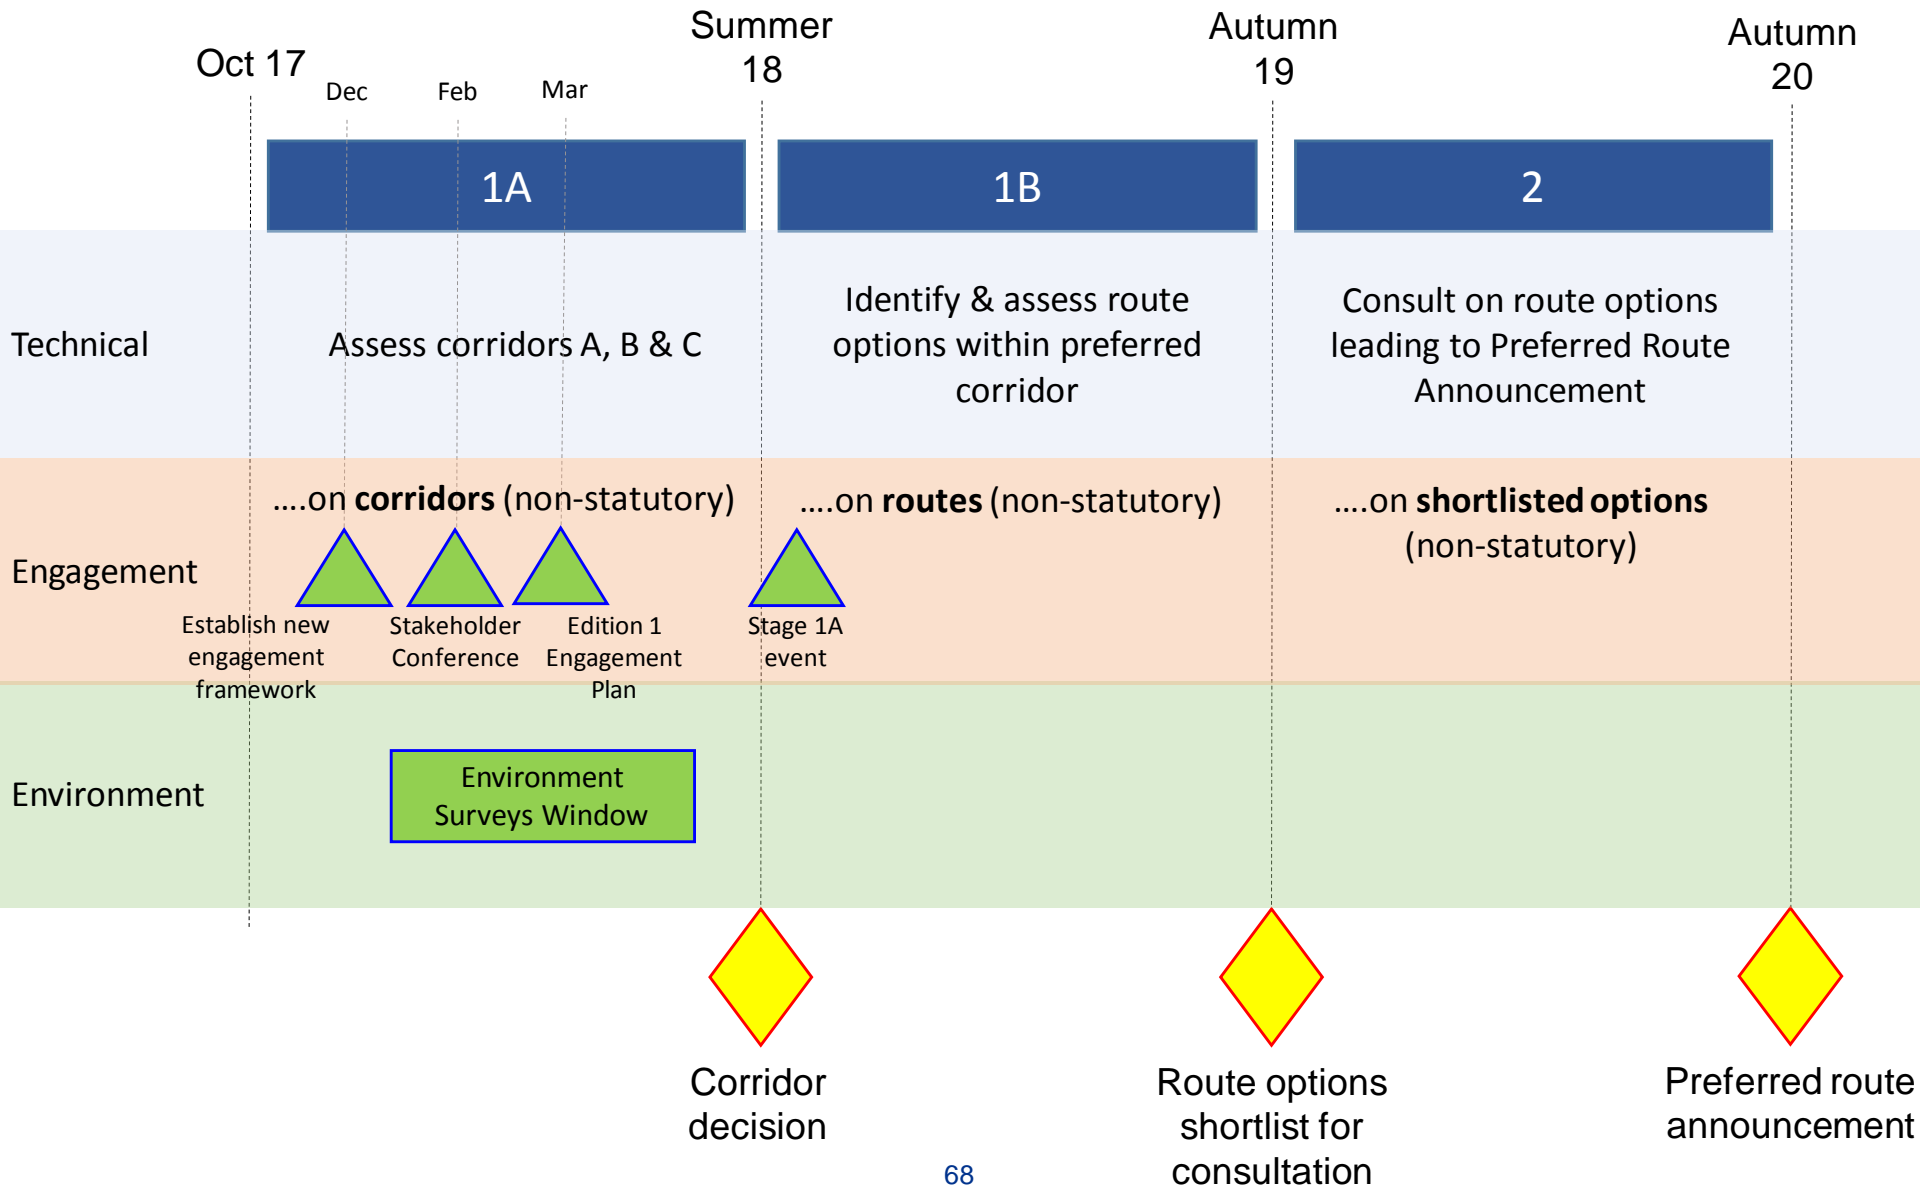 Oct 17
Dec
Feb
Mar
Summer
18
Autumn
19
Autumn
20
1A
1B
2
Technical
Assess corridors A, B & C
Identify & assess route
options within preferred
corridor
Consult on route options
leading to Preferred Route
Announcement
Engagement
....on corridors (non-statutory)
....on routes (non-statutory)
....on shortlisted options
(non-statutory)
Establish new
engagement
framework
Stakeholder
Conference
Edition 1
Engagement
Plan
Stage 1A
event
Environment
Environment
Surveys Window
Corridor
decision
Route options
shortlist for
consultation
Preferred route
announcement
68